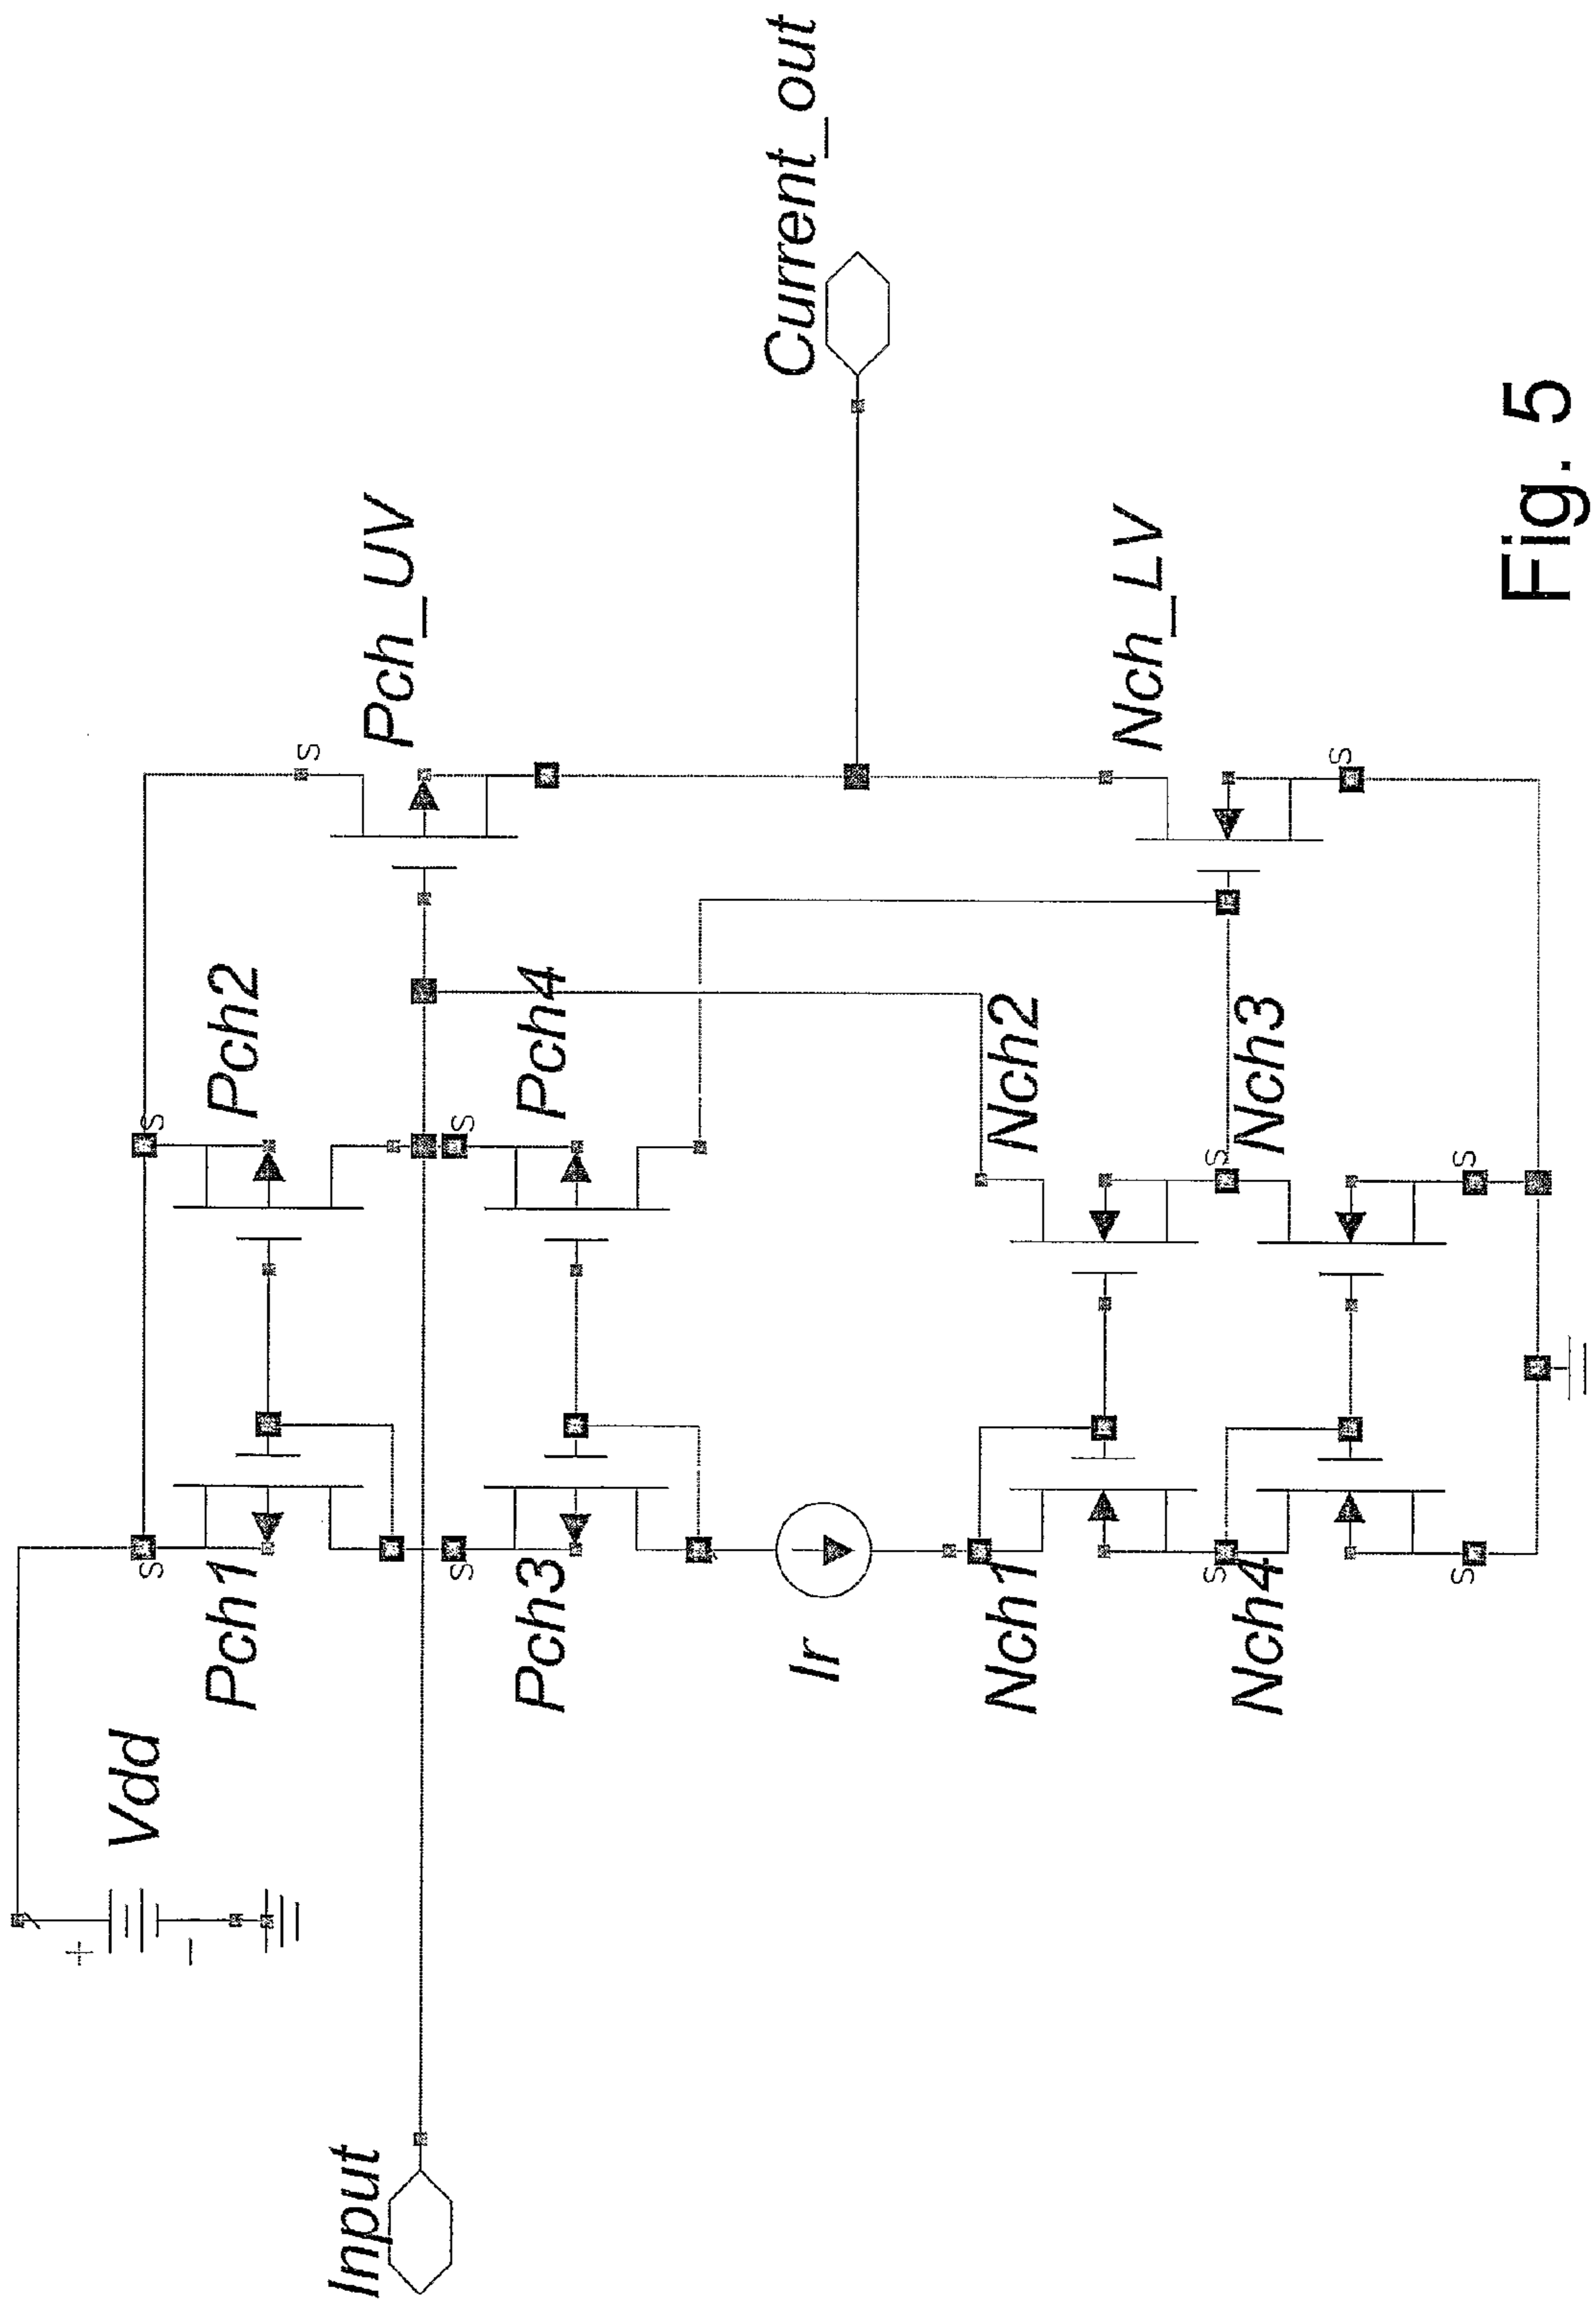 Vdd
+
−
Input
Pch1
S
Pch2
S
Pch_UV
S
Pch3
S
Pch4
S
Ir
Current_out
Nch1
S
Nch2
S
Nch_LV
S
Nch4
S
Nch3
S
Fig. 5